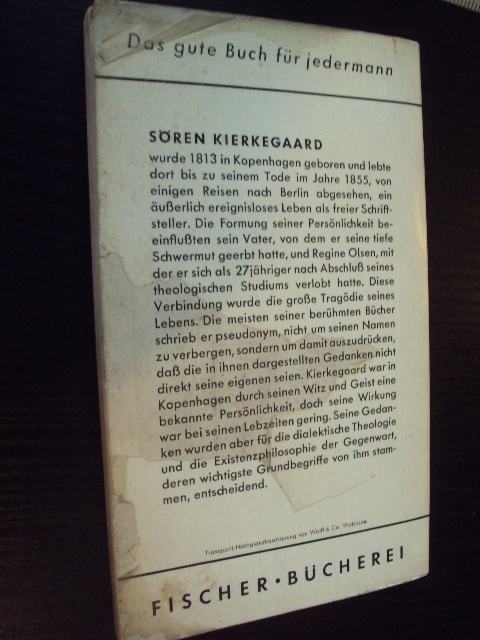 Das gute Buch für jedermann
SÖREN KIERKEGAARD
wurde 1813 in Kopenhagen geboren und lebte
dort bis zu seinem Tode im Jahre 1855, von
einigen Reisen nach Berlin abgesehen, ein
äußerlich ereignisloses Leben als freier Schrift-
steller. Die Formung seiner Persönlichkeit be-
einflußten sein Vater, von dem er seine tiefe
Schwermut geerbt hatte, und Regine Olsen, mit
der er sich als 27jähriger nach Abschluß seines
theologischen Studiums verlobt hatte. Diese
Verbindung wurde die große Tragödie seines
Lebens. Die meisten seiner berühmten Bücher
schrieb er pseudonym, nicht um seinen Namen
zu verbergen, sondern um damit auszudrücken,
daß die in ihnen dargestellten Gedanken nicht
direkt seine eigenen seien. Kierkegaard war in
Kopenhagen durch seinen Witz und Geist eine
bekannte Persönlichkeit, doch seine Wirkung
war bei seinen Lebzeiten gering. Seine Gedan-
ken wurden aber für die dialektische Theologie
und die Existenzphilosophie der Gegenwart,
deren wichtigste Grundbegriffe von ihm stam-
men, entscheidend.
Transparit-Hochglanzkaschierung von Wolff & Co. Walsrode
FISCHER • BÜCHEREI